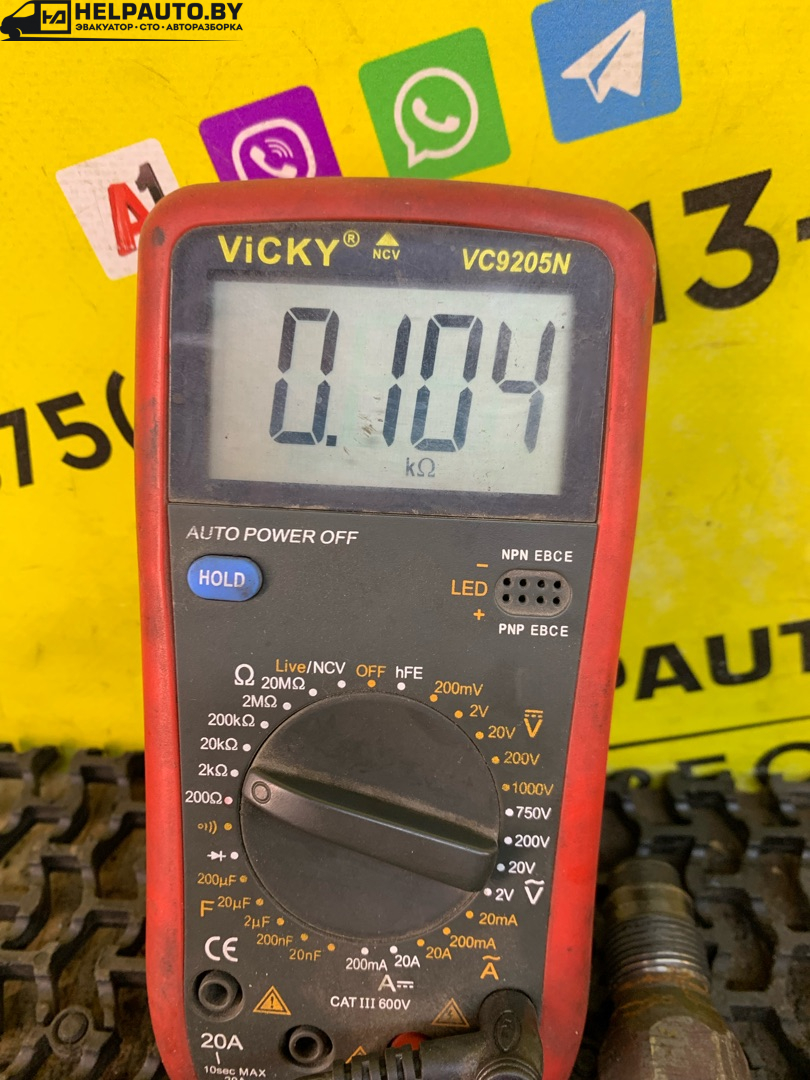 HELPAUTO.BY
ЭВАКУАТОР • СТО • АВТОРАЗБОРКА
A1
13-
375
ViCKY®
NCV
VC9205N
0.104
kΩ
AUTO POWER OFF
HOLD
NPN EBCE
LED
− +
PNP EBCE
PAUT
Ω
20MΩ
Live/NCV
OFF
hFE
200mV
2V
20V
200V
1000V
V
2MΩ
200kΩ
20kΩ
2kΩ
200Ω
750V
200V
20V
2V
V
200µF
F
20µF
2µF
200nF
20nF
200mA
20A
20A
200mA
20mA
A
A
CE
CAT III 600V
20A
10sec MAX